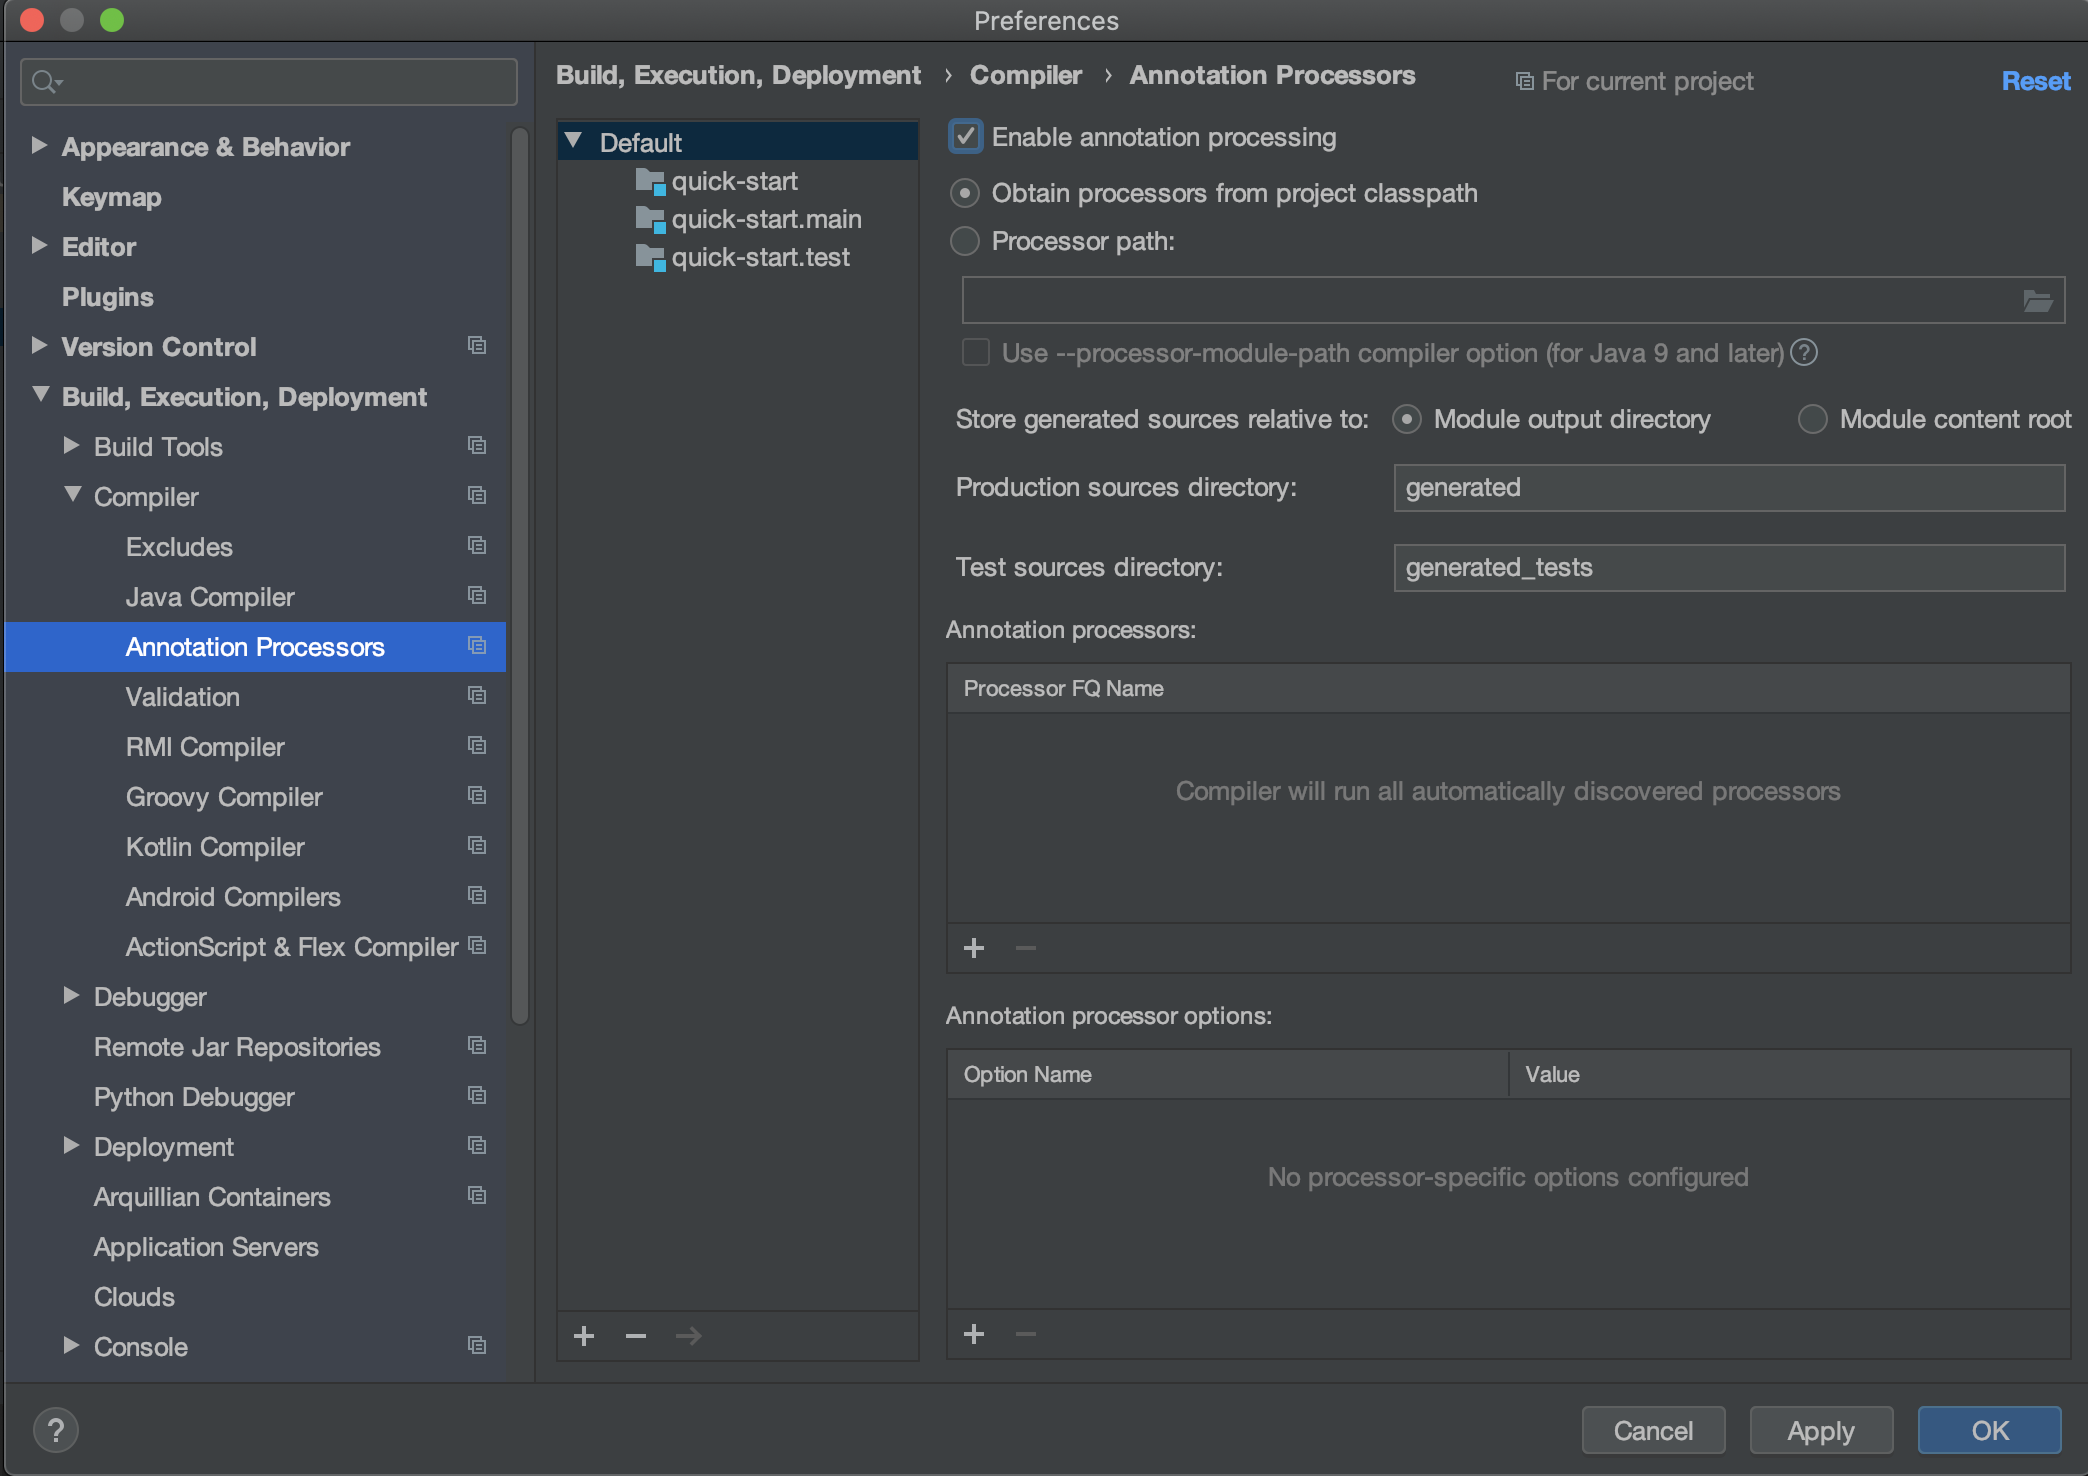 Preferences
Appearance & Behavior
Keymap
Editor
Plugins
Version Control
Build, Execution, Deployment
Build Tools
Compiler
Excludes
Java Compiler
Annotation Processors
Validation
RMI Compiler
Groovy Compiler
Kotlin Compiler
Android Compilers
ActionScript & Flex Compiler
Debugger
Remote Jar Repositories
Python Debugger
Deployment
Arquillian Containers
Application Servers
Clouds
Console
Build, Execution, Deployment › Compiler › Annotation Processors
For current project
Reset
Default
quick-start
quick-start.main
quick-start.test
Enable annotation processing
Obtain processors from project classpath
Processor path:
Use --processor-module-path compiler option (for Java 9 and later) ?
Store generated sources relative to: Module output directory Module content root
Production sources directory: generated
Test sources directory: generated_tests
Annotation processors:
Processor FQ Name
Compiler will run all automatically discovered processors
Annotation processor options:
Option Name Value
No processor-specific options configured
? Cancel Apply OK